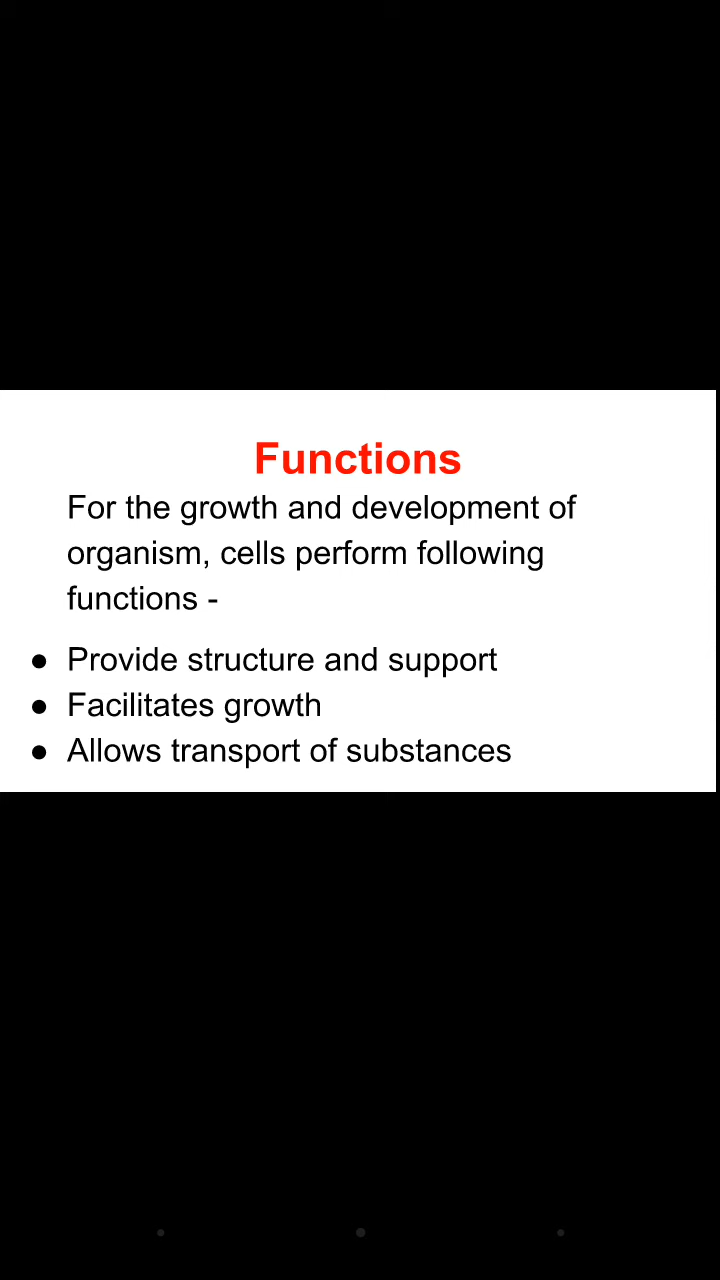 Functions
For the growth and development of
organism, cells perform following
functions -
● Provide structure and support
● Facilitates growth
● Allows transport of substances